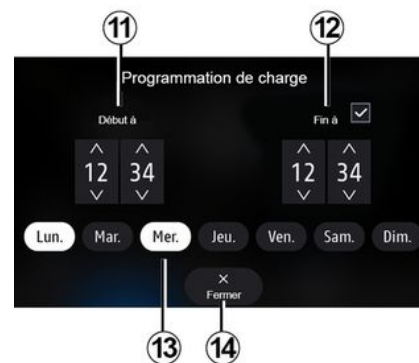 11 12
Programmation de charge
Début à Fin à
12 34 12 34
Lun. Mar. Mer. Jeu. Ven. Sam. Dim.
Fermer
13 14